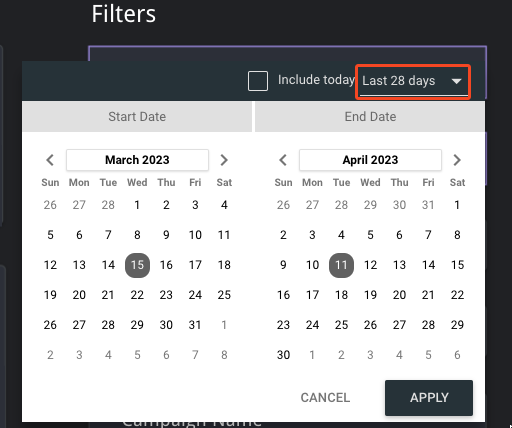 Filters
Include today Last 28 days
Start Date End Date
March 2023 April 2023
Sun Mon Tue Wed Thu Fri Sat Sun Mon Tue Wed Thu Fri Sat
26 27 28 1 2 3 4 26 27 28 29 30 31 1
5 6 7 8 9 10 11 2 3 4 5 6 7 8
12 13 14 15 16 17 18 9 10 11 12 13 14 15
19 20 21 22 23 24 25 16 17 18 19 20 21 22
26 27 28 29 30 31 1 23 24 25 26 27 28 29
2 3 4 5 6 7 8 30 1 2 3 4 5 6
CANCEL APPLY
Campaign Name